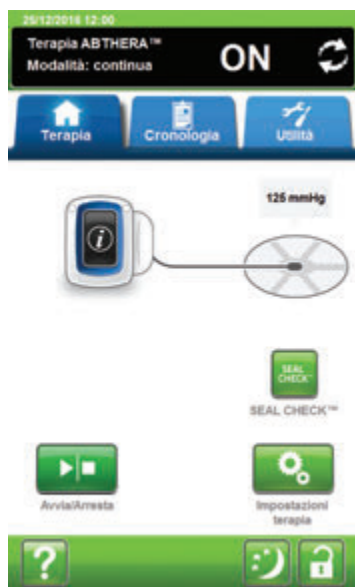 25/12/2016 12:00
Terapia ABTHERA™
Modalità: continua
ON
Terapia
Cronologia
Utilità
125 mmHg
SEAL CHECK™
SEAL CHECK™
Avvia/Arresta
Impostazioni
terapia
?